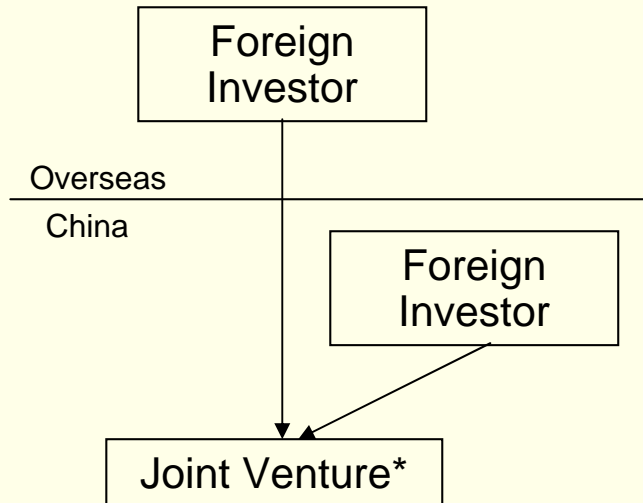 Foreign
Investor
Overseas
China
Foreign
Investor
Joint Venture*